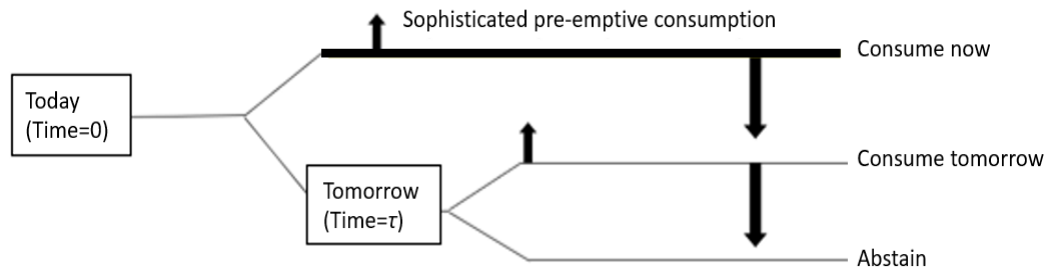 Sophisticated pre-emptive consumption
Consume now
Today
(Time=0)
Consume tomorrow
Tomorrow
(Time=τ)
Abstain